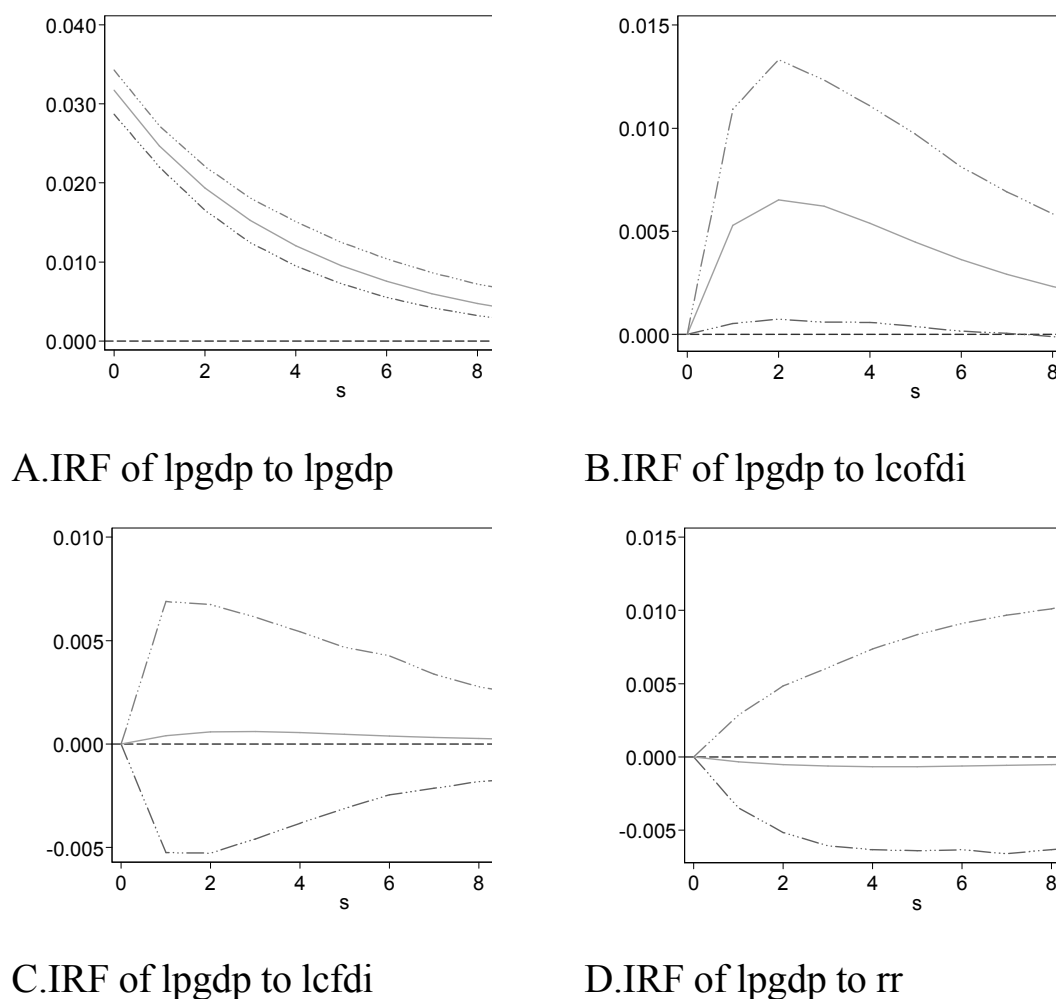 0.040
0.030
0.020
0.010
0.000
0 2 4 6 8
s
A.IRF of lpgdp to lpgdp
0.015
0.010
0.005
0.000
0 2 4 6 8
s
B.IRF of lpgdp to lcofdi
0.010
0.005
0.000
-0.005
0 2 4 6 8
s
C.IRF of lpgdp to lcfdi
0.015
0.010
0.005
0.000
-0.005
0 2 4 6 8
s
D.IRF of lpgdp to rr